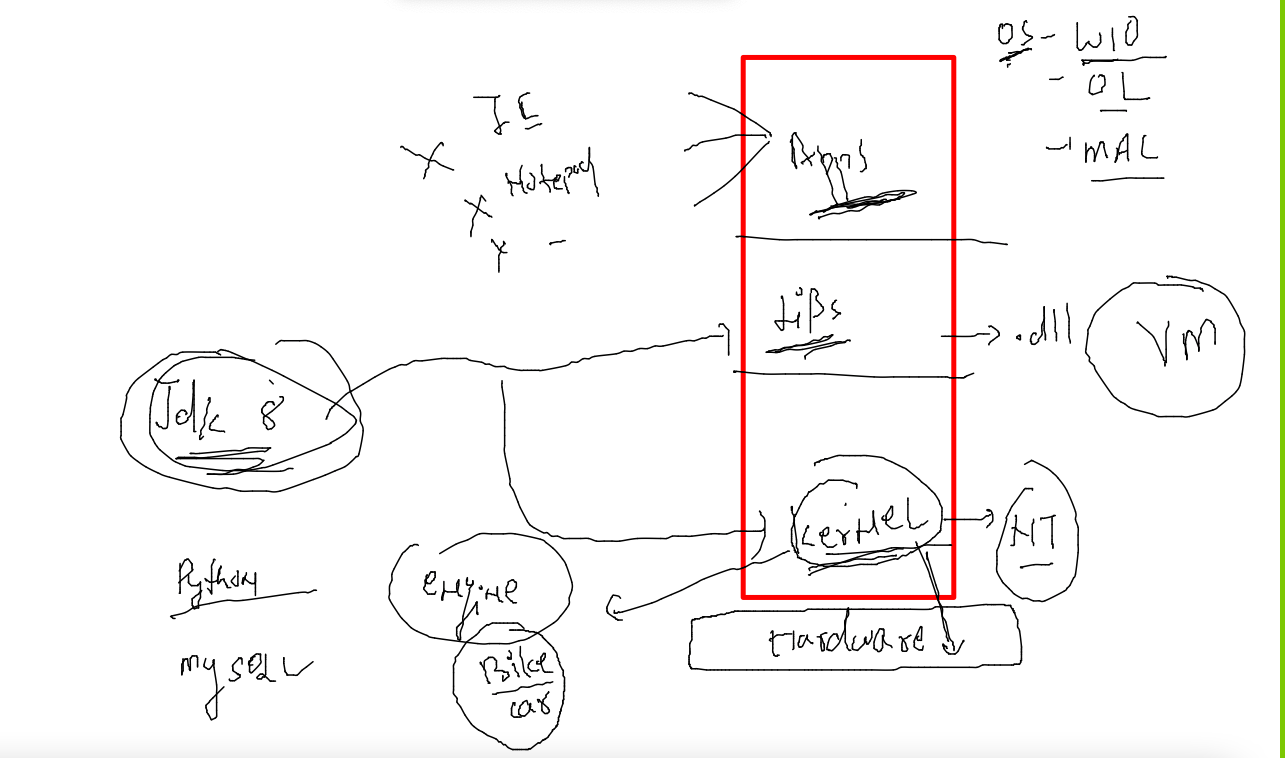 OS - W10
- OL
- MAC
IE
Notepad
Apps
Libs
.dll
VM
Jdk 8
Kernel
NT
Python
engine
Hardware
mysql
Bike
car